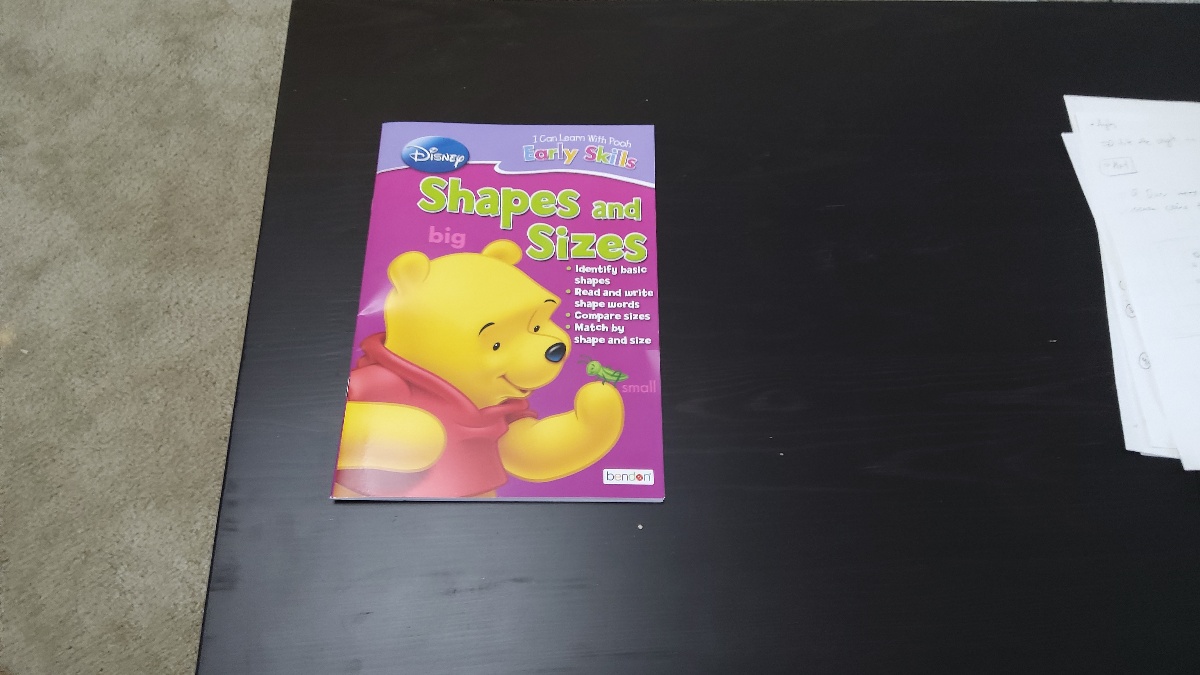 Disney
I Can Learn With Pooh
Early Skills
Shapes and
Sizes
big
• Identify basic
shapes
• Read and write
shape words
• Compare sizes
• Match by
shape and size
small
bendon